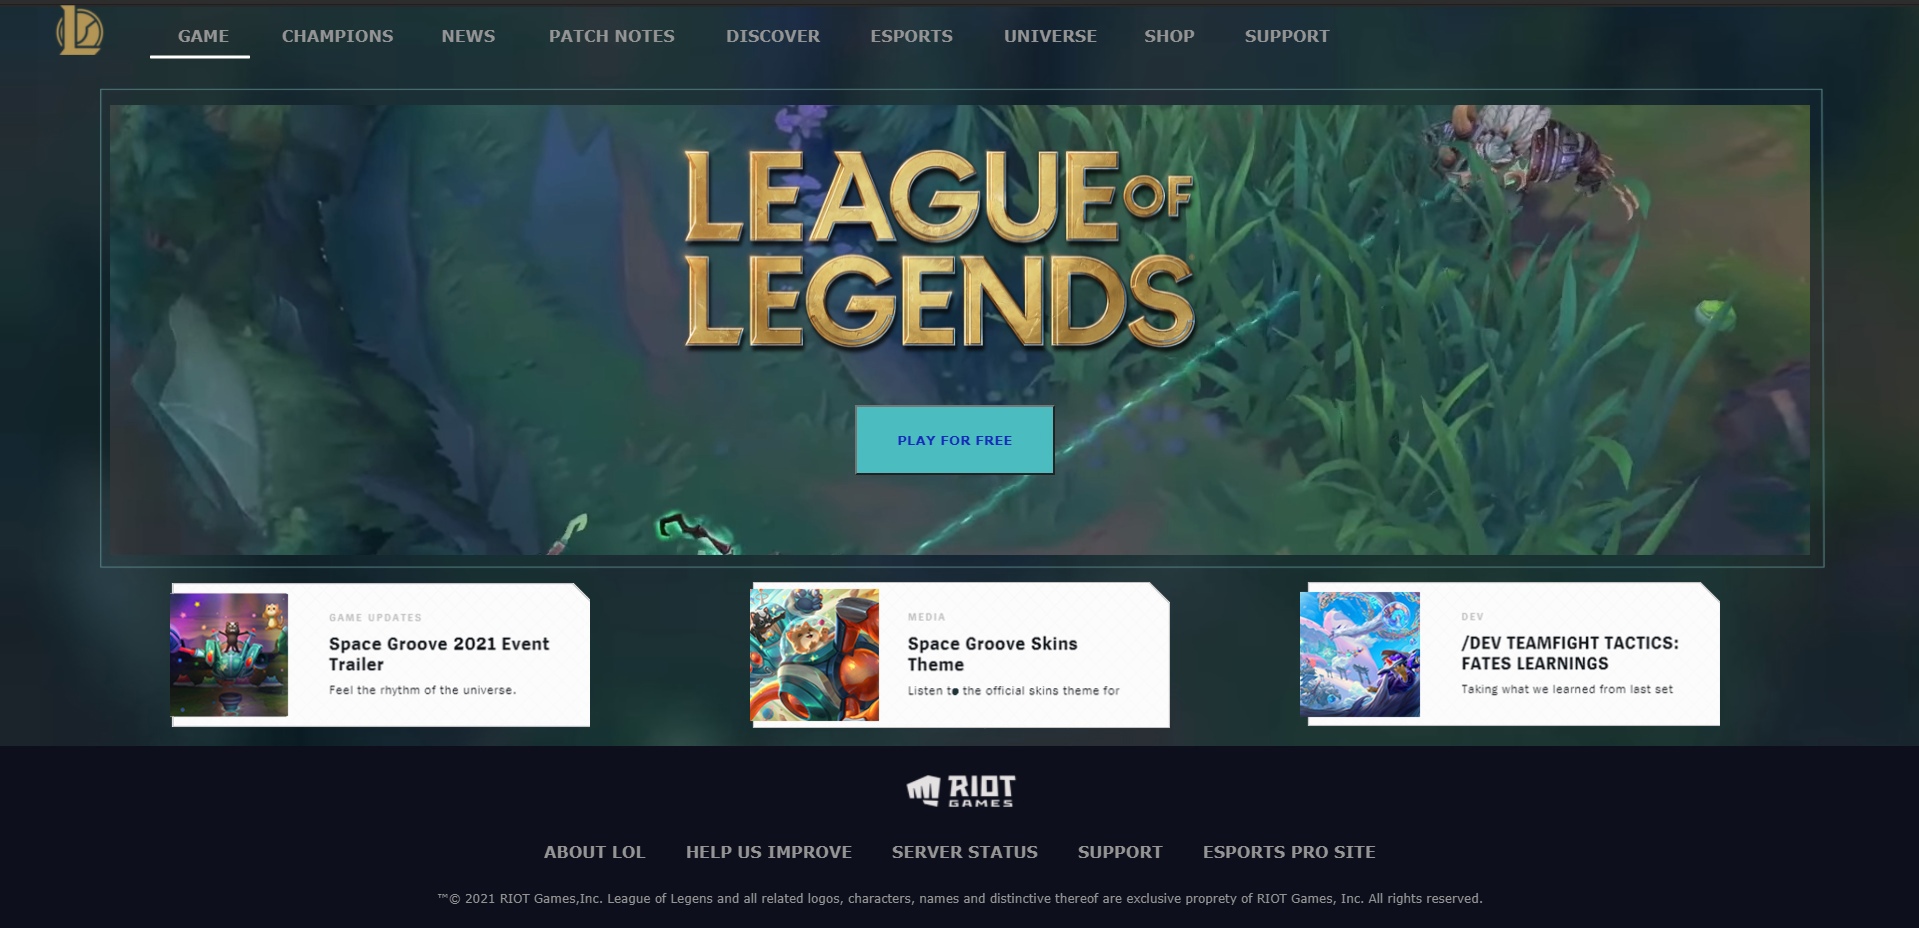 GAME CHAMPIONS NEWS PATCH NOTES DISCOVER ESPORTS UNIVERSE SHOP SUPPORT
LEAGUE OF
LEGENDS
PLAY FOR FREE
GAME UPDATES
Space Groove 2021 Event
Trailer
Feel the rhythm of the universe.
MEDIA
Space Groove Skins
Theme
Listen to the official skins theme for
DEV
/DEV TEAMFIGHT TACTICS:
FATES LEARNINGS
Taking what we learned from last set
RIOT
GAMES
ABOUT LOL HELP US IMPROVE SERVER STATUS SUPPORT ESPORTS PRO SITE
™© 2021 RIOT Games,Inc. League of Legens and all related logos, characters, names and distinctive thereof are exclusive proprety of RIOT Games, Inc. All rights reserved.